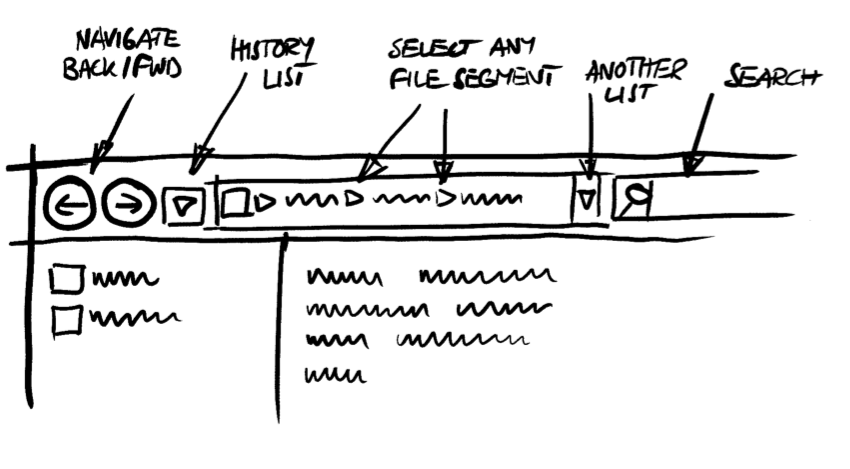 NAVIGATE
BACK/FWD
HISTORY
LIST
SELECT ANY
FILE SEGMENT
ANOTHER
LIST
SEARCH